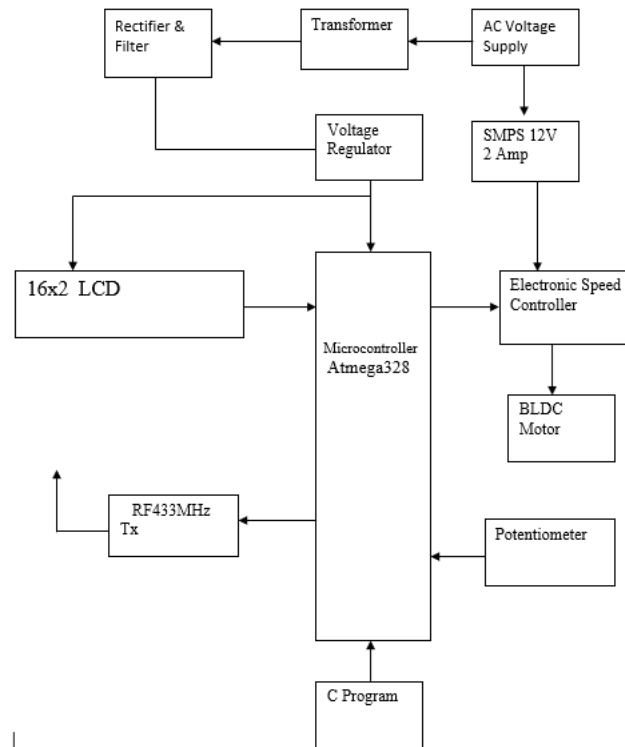 Rectifier &
Filter
Transformer
AC Voltage
Supply
Voltage
Regulator
SMPS 12V
2 Amp
16x2 LCD
Electronic Speed
Controller
Microcontroller
Atmega328
BLDC
Motor
RF433MHz
Tx
Potentiometer
C Program